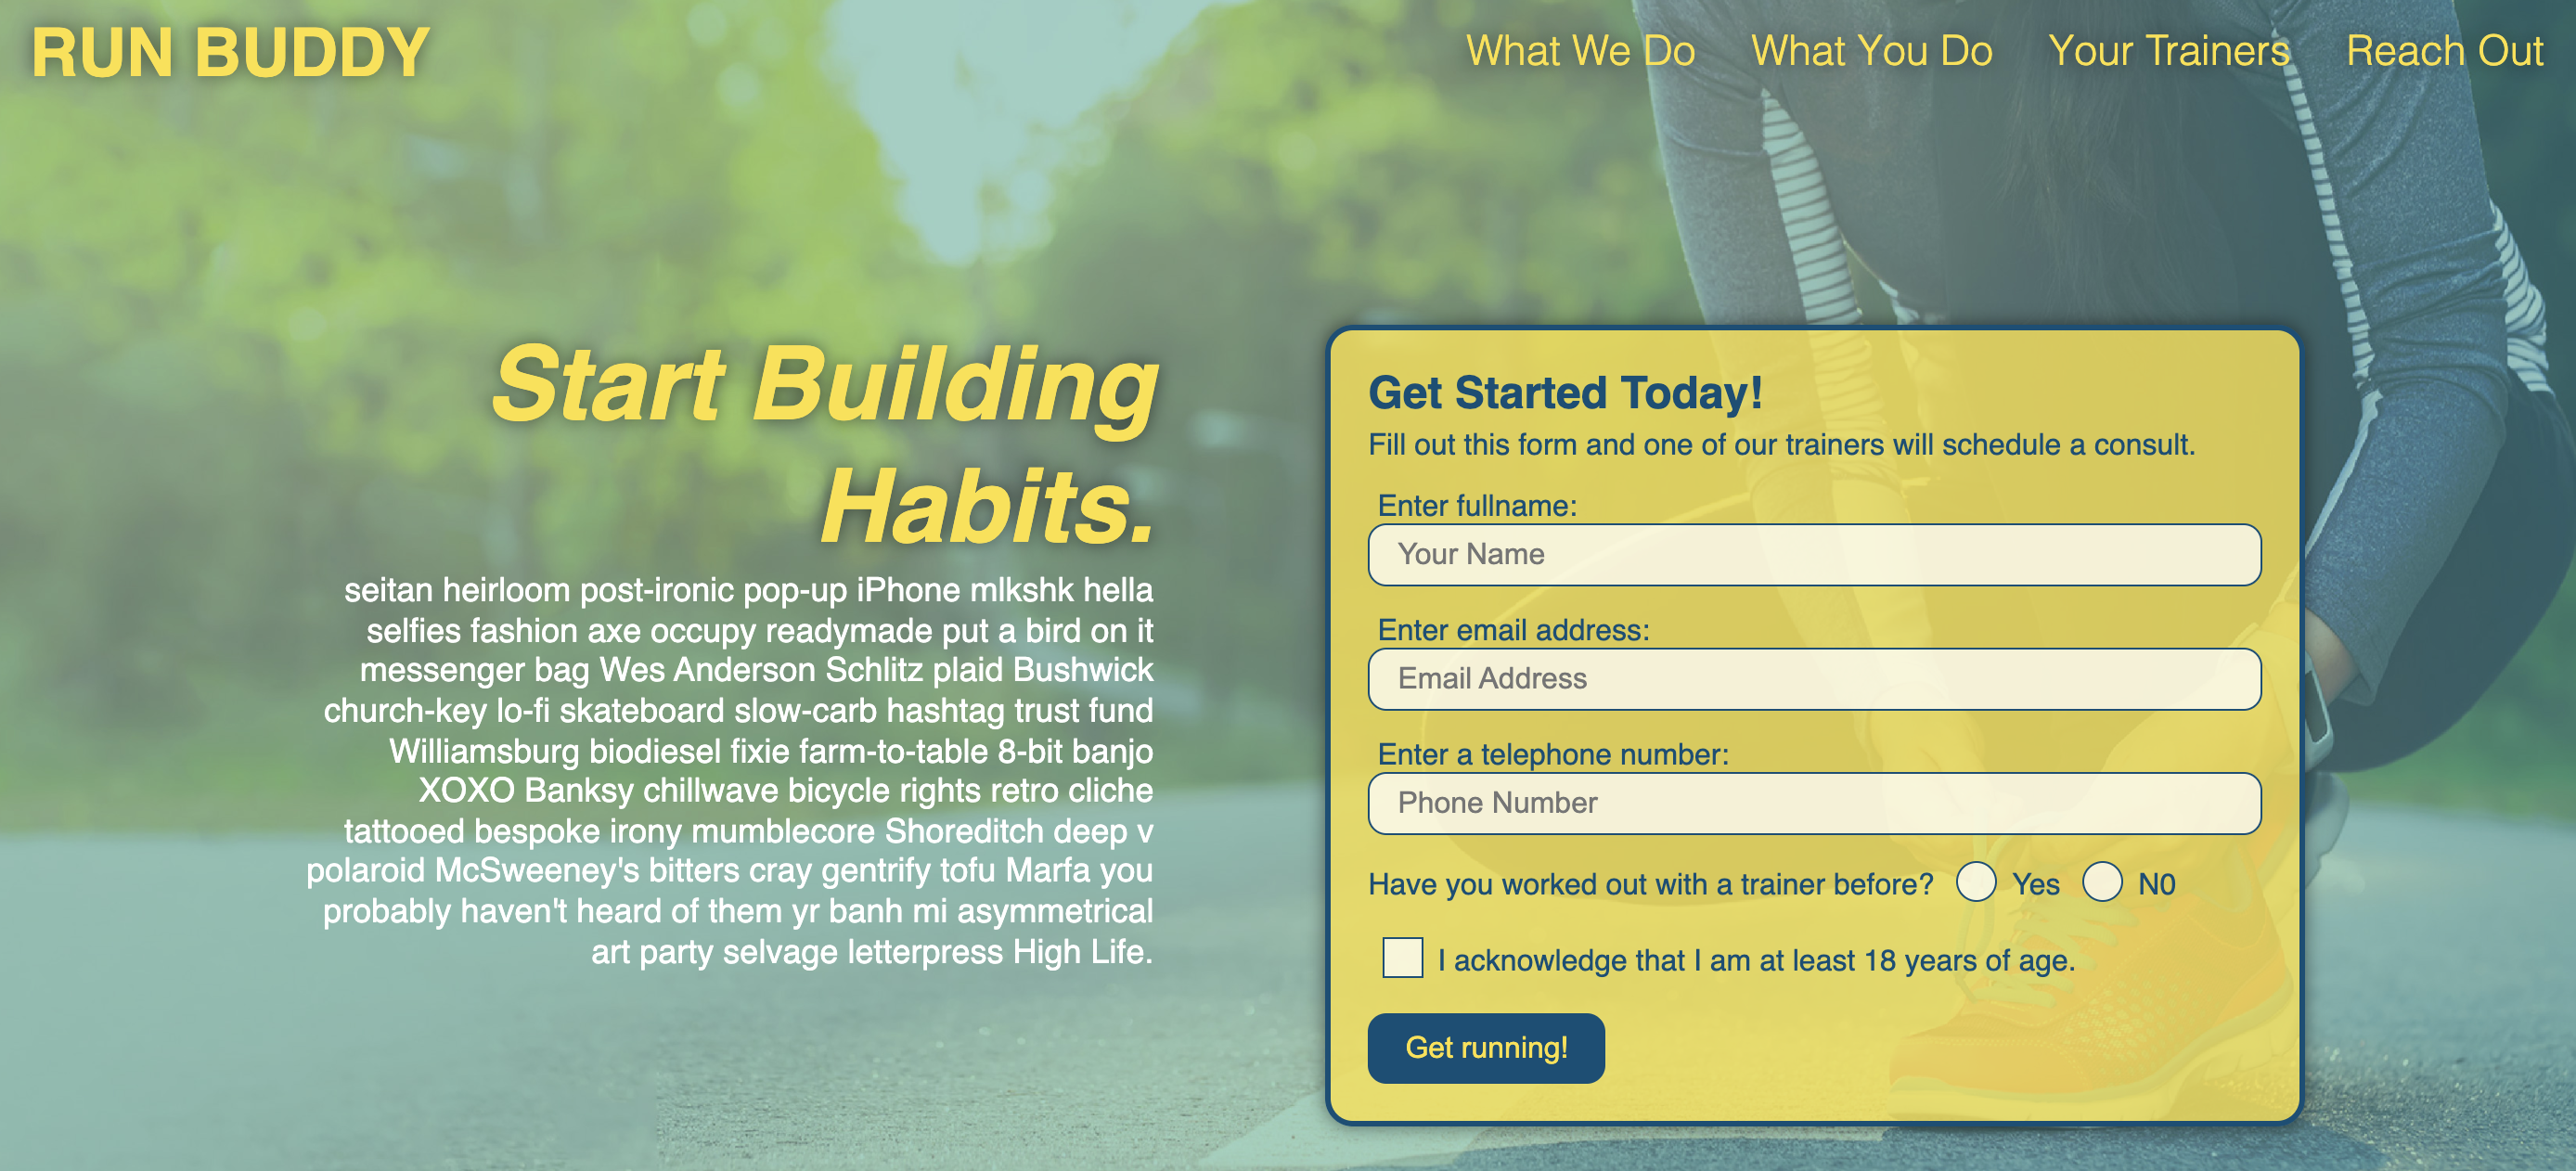 RUN BUDDY
What We Do What You Do Your Trainers Reach Out
Start Building
Habits.
seitan heirloom post-ironic pop-up iPhone mlkshk hella
selfies fashion axe occupy readymade put a bird on it
messenger bag Wes Anderson Schlitz plaid Bushwick
church-key lo-fi skateboard slow-carb hashtag trust fund
Williamsburg biodiesel fixie farm-to-table 8-bit banjo
XOXO Banksy chillwave bicycle rights retro cliche
tattooed bespoke irony mumblecore Shoreditch deep v
polaroid McSweeney's bitters cray gentrify tofu Marfa you
probably haven't heard of them yr banh mi asymmetrical
art party selvage letterpress High Life.
Get Started Today!
Fill out this form and one of our trainers will schedule a consult.
Enter fullname:
Your Name
Enter email address:
Email Address
Enter a telephone number:
Phone Number
Have you worked out with a trainer before? Yes N0
I acknowledge that I am at least 18 years of age.
Get running!